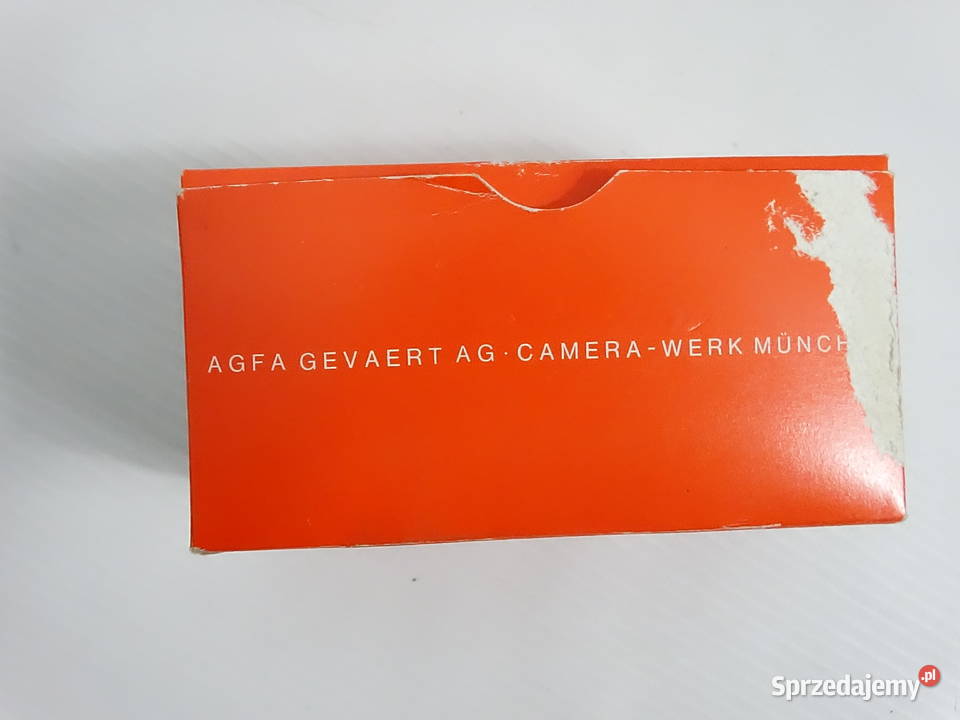 AGFA GEVAERT AG · CAMERA-WERK MÜNCH
Sprzedajemy.pl